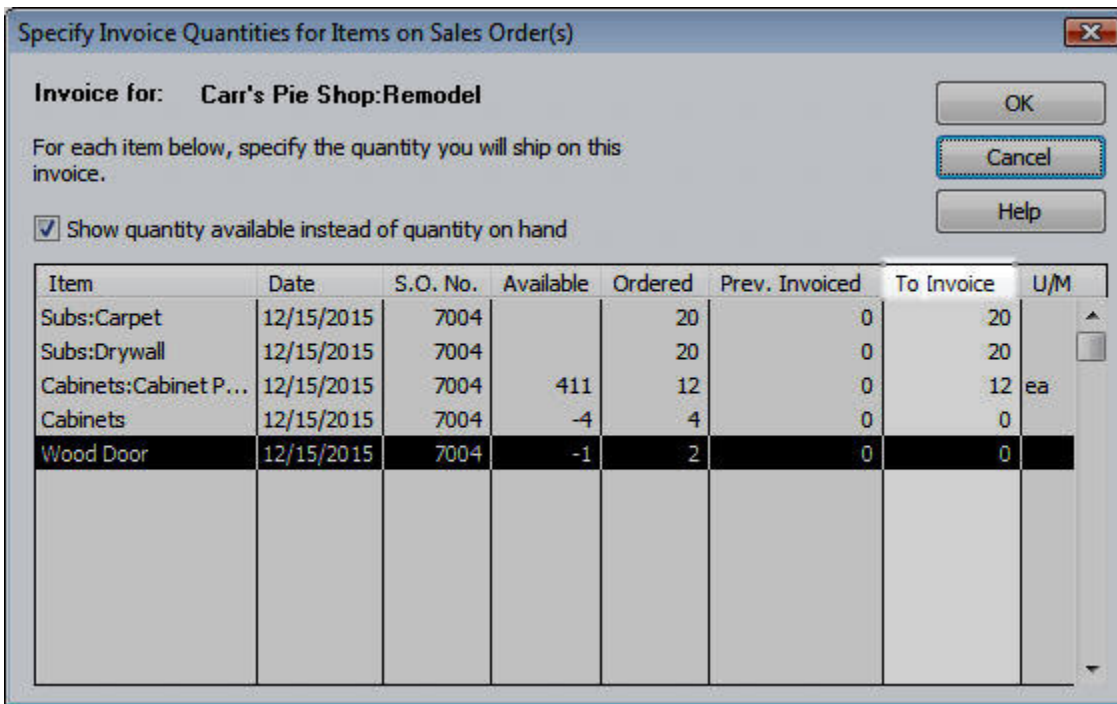 Specify Invoice Quantities for Items on Sales Order(s)
Invoice for: Carr's Pie Shop:Remodel
OK
For each item below, specify the quantity you will ship on this
invoice.
Cancel
Help
Show quantity available instead of quantity on hand
Item Date S.O. No. Available Ordered Prev. Invoiced To Invoice U/M
Subs:Carpet 12/15/2015 7004 20 0 20
Subs:Drywall 12/15/2015 7004 20 0 20
Cabinets:Cabinet P... 12/15/2015 7004 411 12 0 12 ea
Cabinets 12/15/2015 7004 -4 4 0 0
Wood Door 12/15/2015 7004 -1 2 0 0